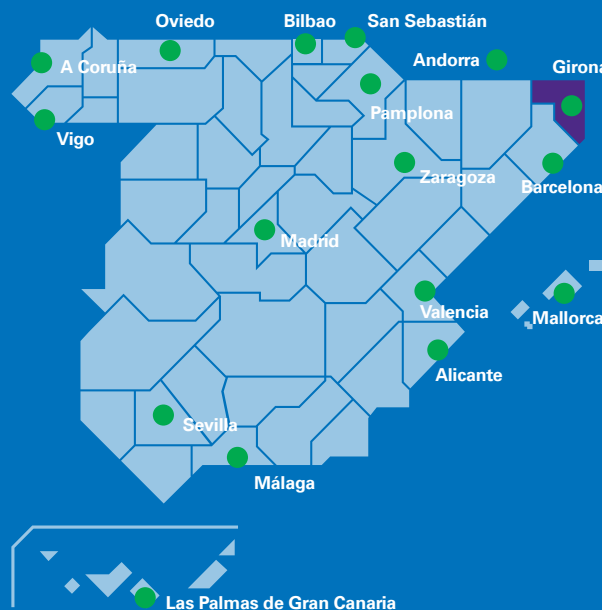 Oviedo
Bilbao
San Sebastián
A Coruña
Andorra
Girona
Pamplona
Vigo
Zaragoza
Barcelona
Madrid
Valencia
Mallorca
Alicante
Sevilla
Málaga
Las Palmas de Gran Canaria